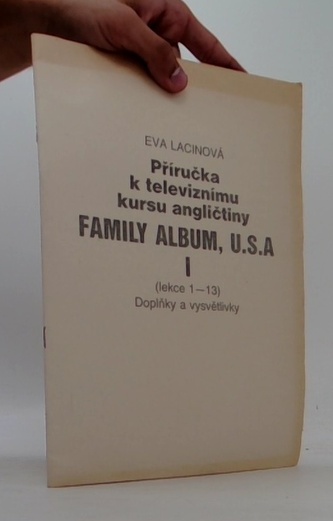 EVA LACINOVÁ
Příručka
k televiznímu
kursu angličtiny
FAMILY ALBUM, U.S.A
I
(lekce 1—13)
Doplňky a vysvětlivky